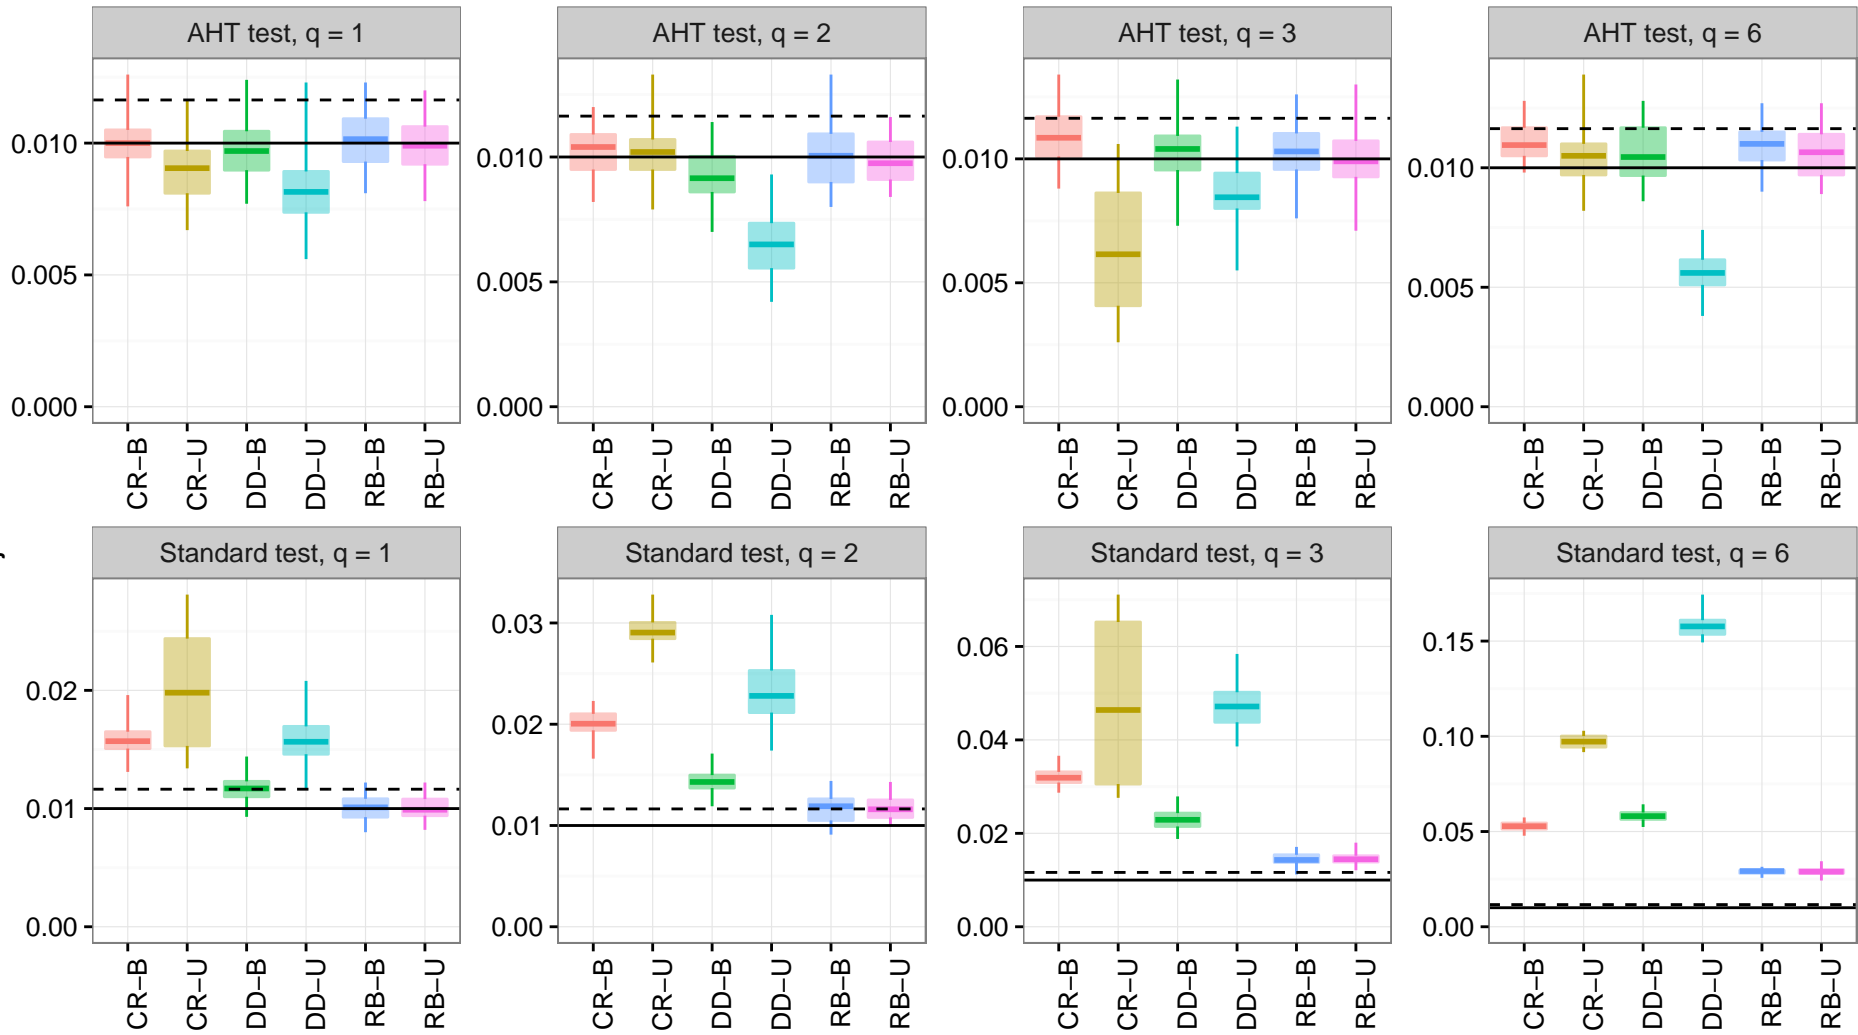 AHT test, q = 1
AHT test, q = 2
AHT test, q = 3
AHT test, q = 6
0.010
0.005
0.000
0.010
0.005
0.000
0.010
0.005
0.000
0.010
0.005
0.000
CR−B
CR−U
DD−B
DD−U
RB−B
RB−U
CR−B
CR−U
DD−B
DD−U
RB−B
RB−U
CR−B
CR−U
DD−B
DD−U
RB−B
RB−U
CR−B
CR−U
DD−B
DD−U
RB−B
RB−U
Standard test, q = 1
Standard test, q = 2
Standard test, q = 3
Standard test, q = 6
0.02
0.01
0.00
0.03
0.02
0.01
0.00
0.06
0.04
0.02
0.00
0.15
0.10
0.05
0.00
CR−B
CR−U
DD−B
DD−U
RB−B
RB−U
CR−B
CR−U
DD−B
DD−U
RB−B
RB−U
CR−B
CR−U
DD−B
DD−U
RB−B
RB−U
CR−B
CR−U
DD−B
DD−U
RB−B
RB−U